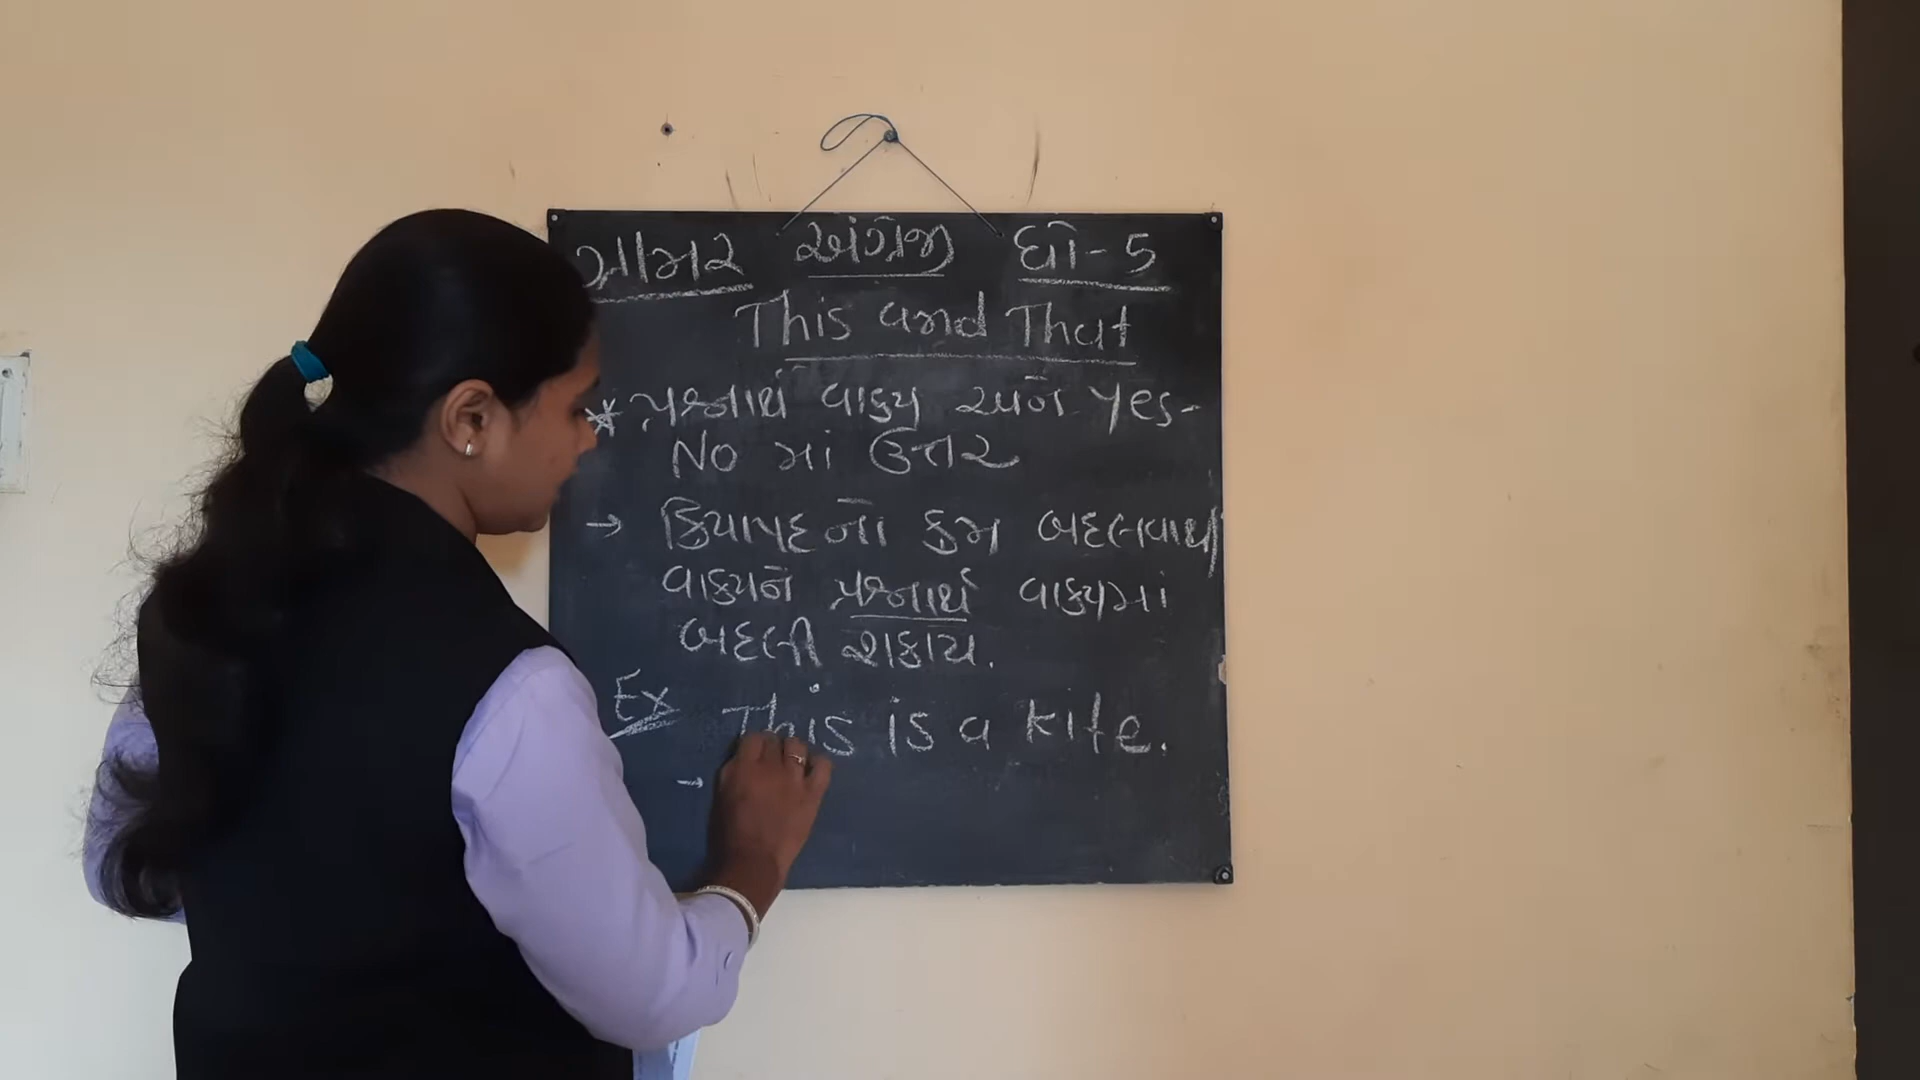 ગ્રામર અંગ્રેજી ધો-5
This and That
* પ્રશ્નાર્થ વાક્ય અને Yes-
No માં ઉત્તર
→ ક્રિયાપદનો ક્રમ બદલવાથી
વાક્યને પ્રશ્નાર્થ વાક્યમાં
બદલી શકાય.
Ex This is a kite.
→